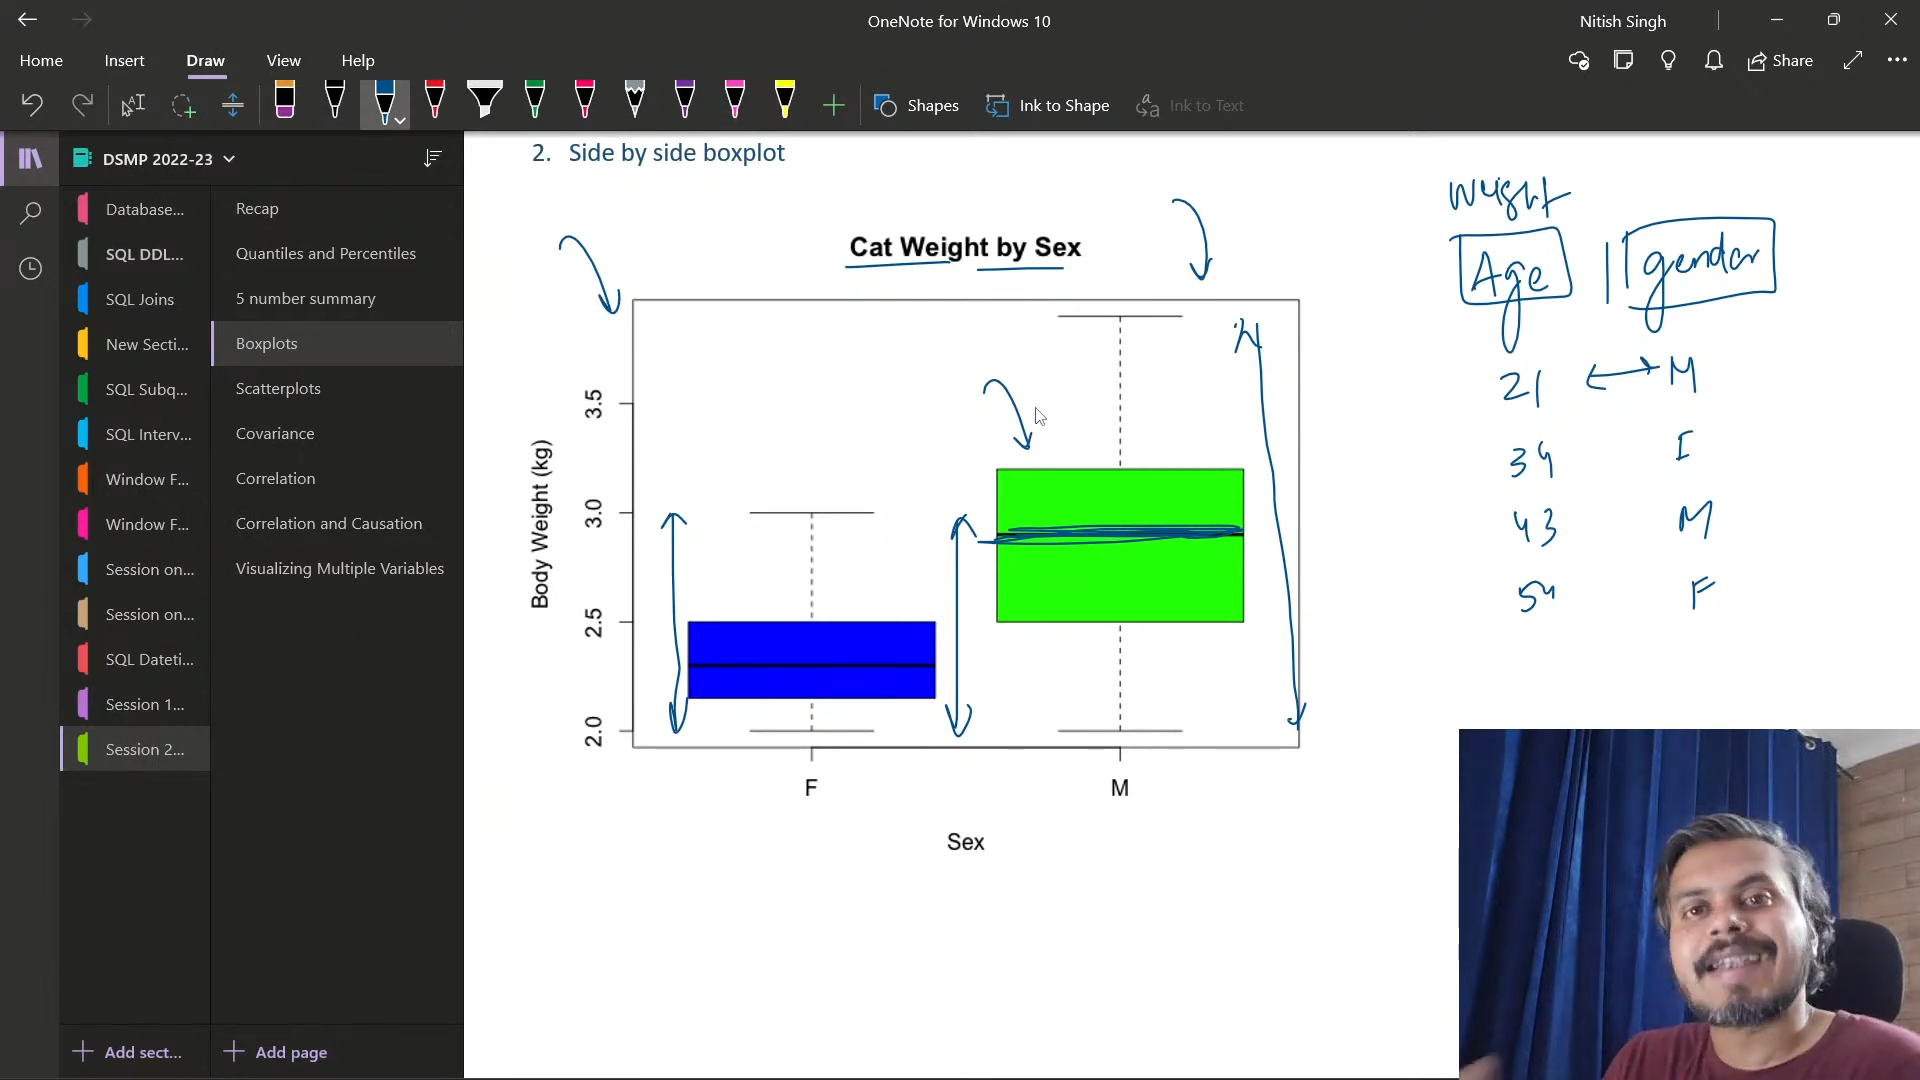 OneNote for Windows 10
Nitish Singh
Home Insert Draw View Help
Share
Shapes Ink to Shape Ink to Text
DSMP 2022-23
Database...
SQL DDL...
SQL Joins
New Secti...
SQL Subq...
SQL Interv...
Window F...
Window F...
Session on...
Session on...
SQL Dateti...
Session 1...
Session 2...
Add sect...
Recap
Quantiles and Percentiles
5 number summary
Boxplots
Scatterplots
Covariance
Correlation
Correlation and Causation
Visualizing Multiple Variables
Add page
2. Side by side boxplot
Cat Weight by Sex
Body Weight (kg)
3.5
3.0
2.5
2.0
F M
Sex
Weight
Age gender
21 M
34
43 M
54 F